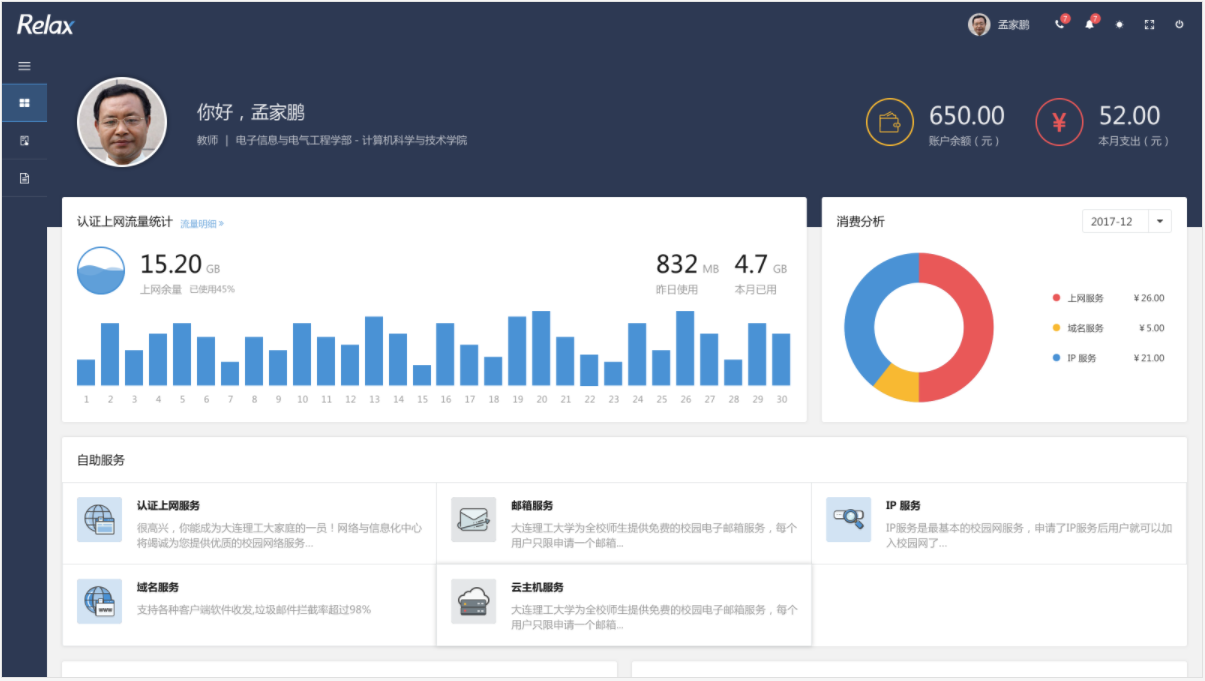 Relax
孟家鹏
7
7
你好，孟家鹏
教师 | 电子信息与电气工程学部 - 计算机科学与技术学院
650.00
账户余额（元）
¥
52.00
本月支出（元）
认证上网流量统计 流量明细 »
15.20 GB
上网余量 已使用45%
832 MB
昨日使用
4.7 GB
本月已用
1 2 3 4 5 6 7 8 9 10 11 12 13 14 15 16 17 18 19 20 21 22 23 24 25 26 27 28 29 30
消费分析
2017-12
上网服务 ¥ 26.00
域名服务 ¥ 5.00
IP 服务 ¥ 21.00
自助服务
认证上网服务
很高兴，你能成为大连理工大家庭的一员！网络与信息化中心
将竭诚为您提供优质的校园网络服务...
邮箱服务
大连理工大学为全校师生提供免费的校园电子邮箱服务，每个
用户只限申请一个邮箱...
IP 服务
IP服务是最基本的校园网服务，申请了IP服务后用户就可以加
入校园网了...
www
域名服务
支持各种客户端软件收发,垃圾邮件拦截率超过98%
云主机服务
大连理工大学为全校师生提供免费的校园电子邮箱服务，每个
用户只限申请一个邮箱...